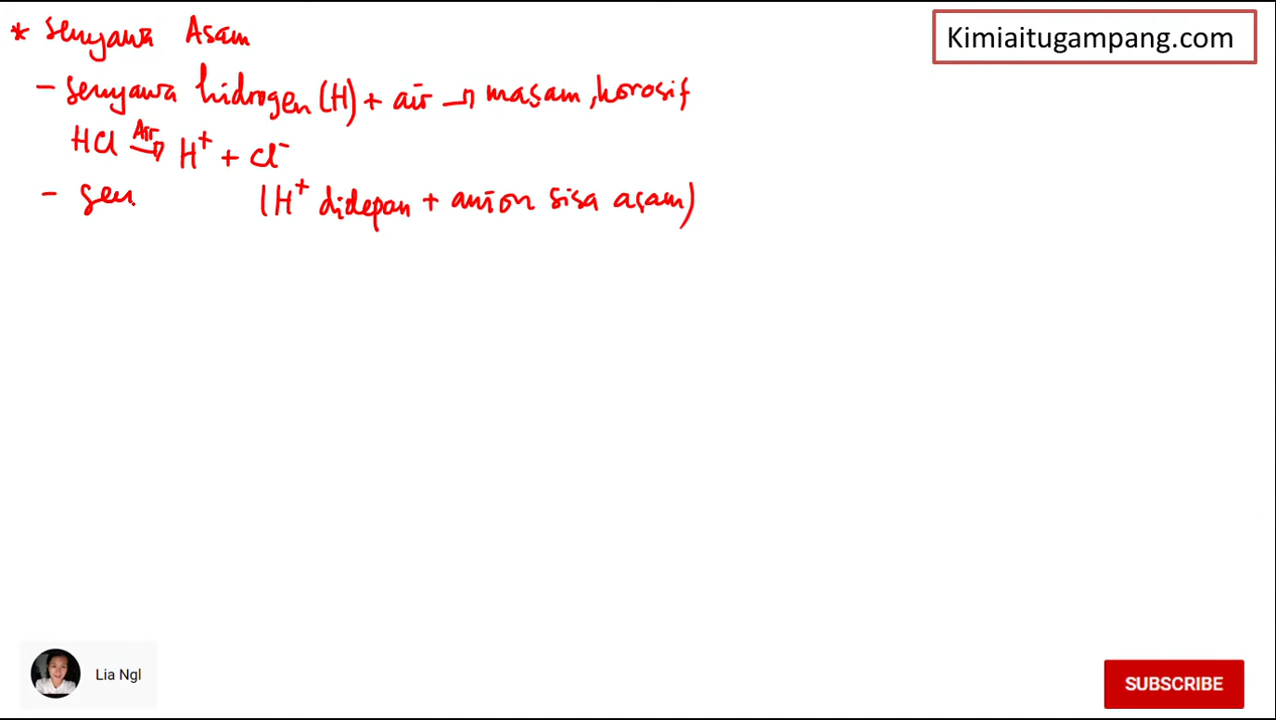 * Senyawa Asam
Kimiaitugampang.com
- senyawa hidrogen (H) + air → masam, korosif
HCl Air→ H⁺ + Cl⁻
- sen (H⁺ didepan + anion sisa asam)
Lia Ngl
SUBSCRIBE